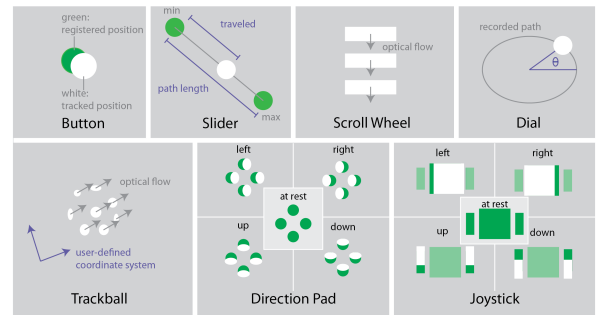 green:
registered position
white:
tracked position
Button
min
traveled
path length
max
Slider
optical flow
Scroll Wheel
recorded path
θ
Dial
optical flow
user-defined
coordinate system
Trackball
left
right
at rest
up
down
Direction Pad
left
right
at rest
up
down
Joystick